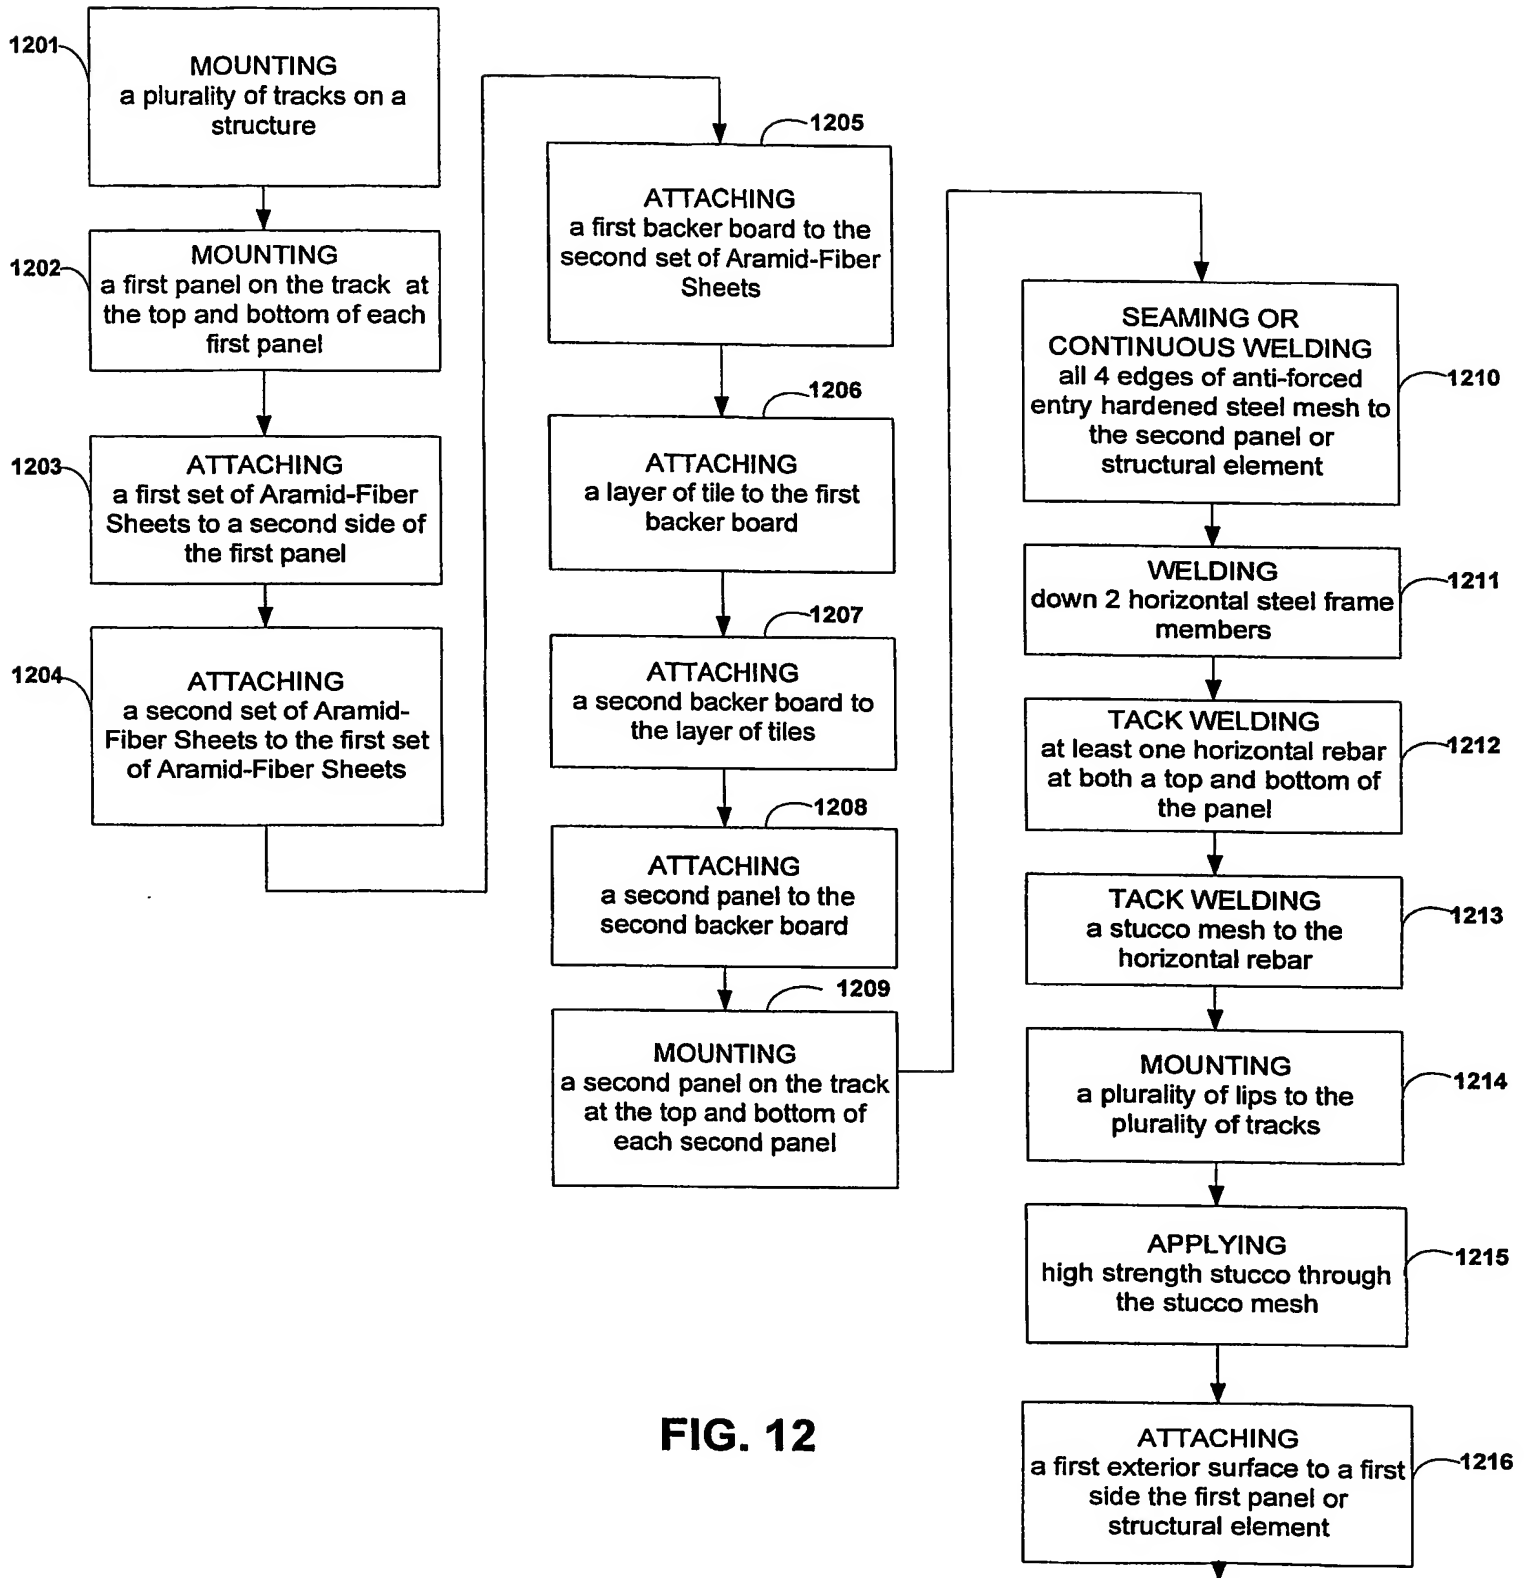 1201
MOUNTING
a plurality of tracks on a
structure
1202
MOUNTING
a first panel on the track at
the top and bottom of each
first panel
1203
ATTACHING
a first set of Aramid-Fiber
Sheets to a second side of
the first panel
1204
ATTACHING
a second set of Aramid-
Fiber Sheets to the first set
of Aramid-Fiber Sheets
1205
ATTACHING
a first backer board to the
second set of Aramid-Fiber
Sheets
1206
ATTACHING
a layer of tile to the first
backer board
1207
ATTACHING
a second backer board to
the layer of tiles
1208
ATTACHING
a second panel to the
second backer board
1209
MOUNTING
a second panel on the track
at the top and bottom of
each second panel
1210
SEAMING OR
CONTINUOUS WELDING
all 4 edges of anti-forced
entry hardened steel mesh to
the second panel or
structural element
1211
WELDING
down 2 horizontal steel frame
members
1212
TACK WELDING
at least one horizontal rebar
at both a top and bottom of
the panel
1213
TACK WELDING
a stucco mesh to the
horizontal rebar
1214
MOUNTING
a plurality of lips to the
plurality of tracks
1215
APPLYING
high strength stucco through
the stucco mesh
1216
ATTACHING
a first exterior surface to a first
side the first panel or
structural element
FIG. 12